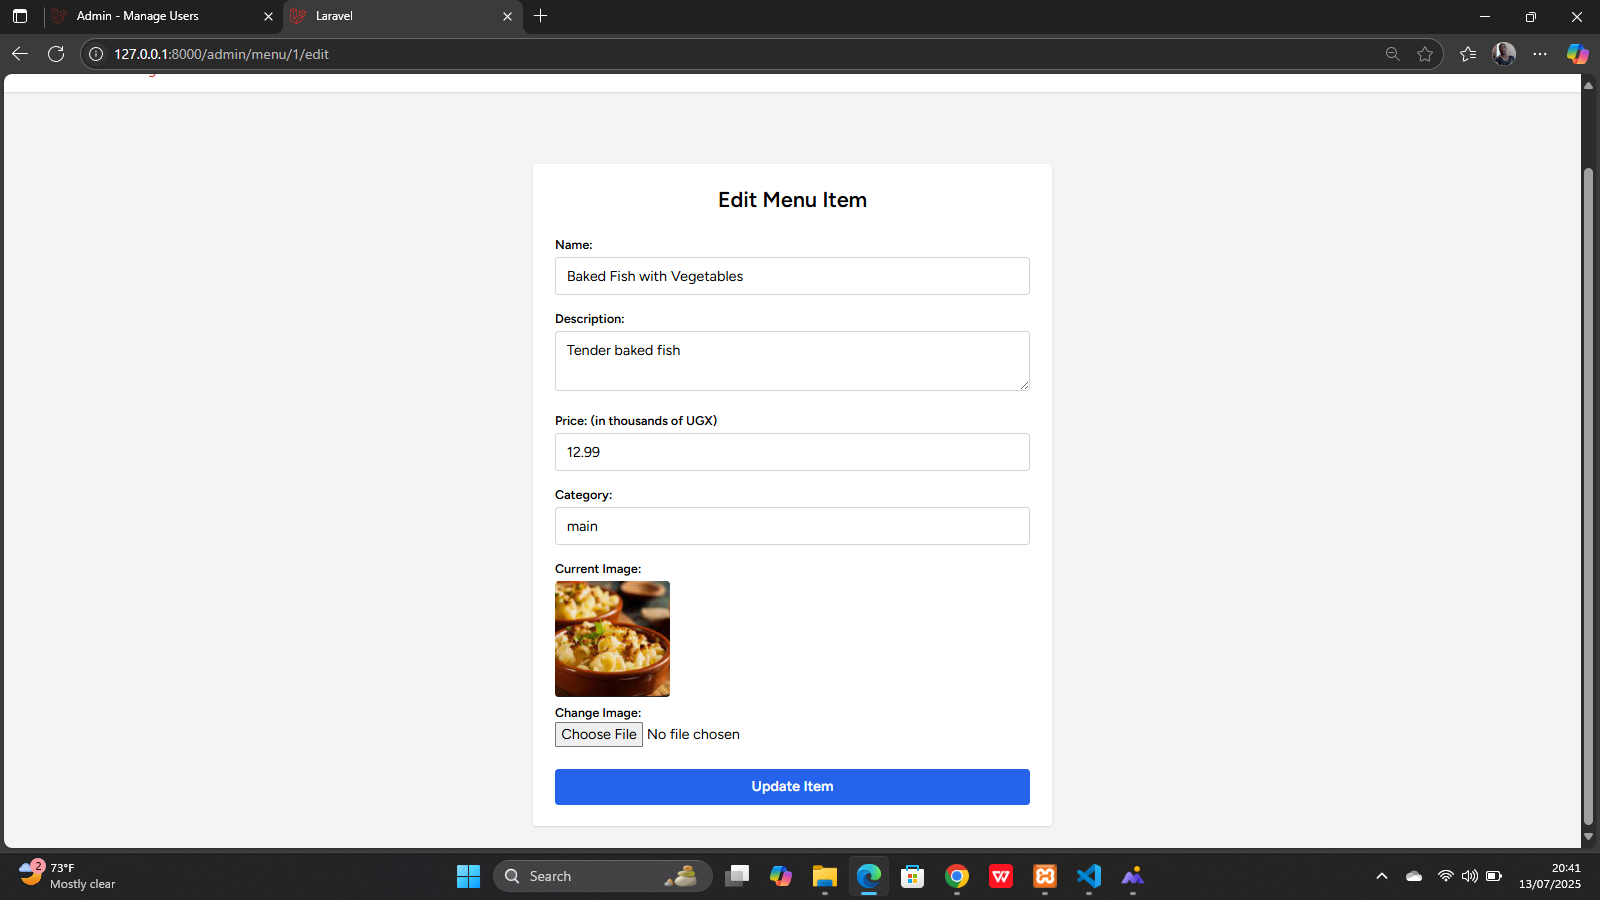 Admin - Manage Users
Laravel
127.0.0.1:8000/admin/menu/1/edit
Edit Menu Item
Name:
Baked Fish with Vegetables
Description:
Tender baked fish
Price: (in thousands of UGX)
12.99
Category:
main
Current Image:
Change Image:
Choose File No file chosen
Update Item
2
73°F
Mostly clear
Search
W
20:41
13/07/2025